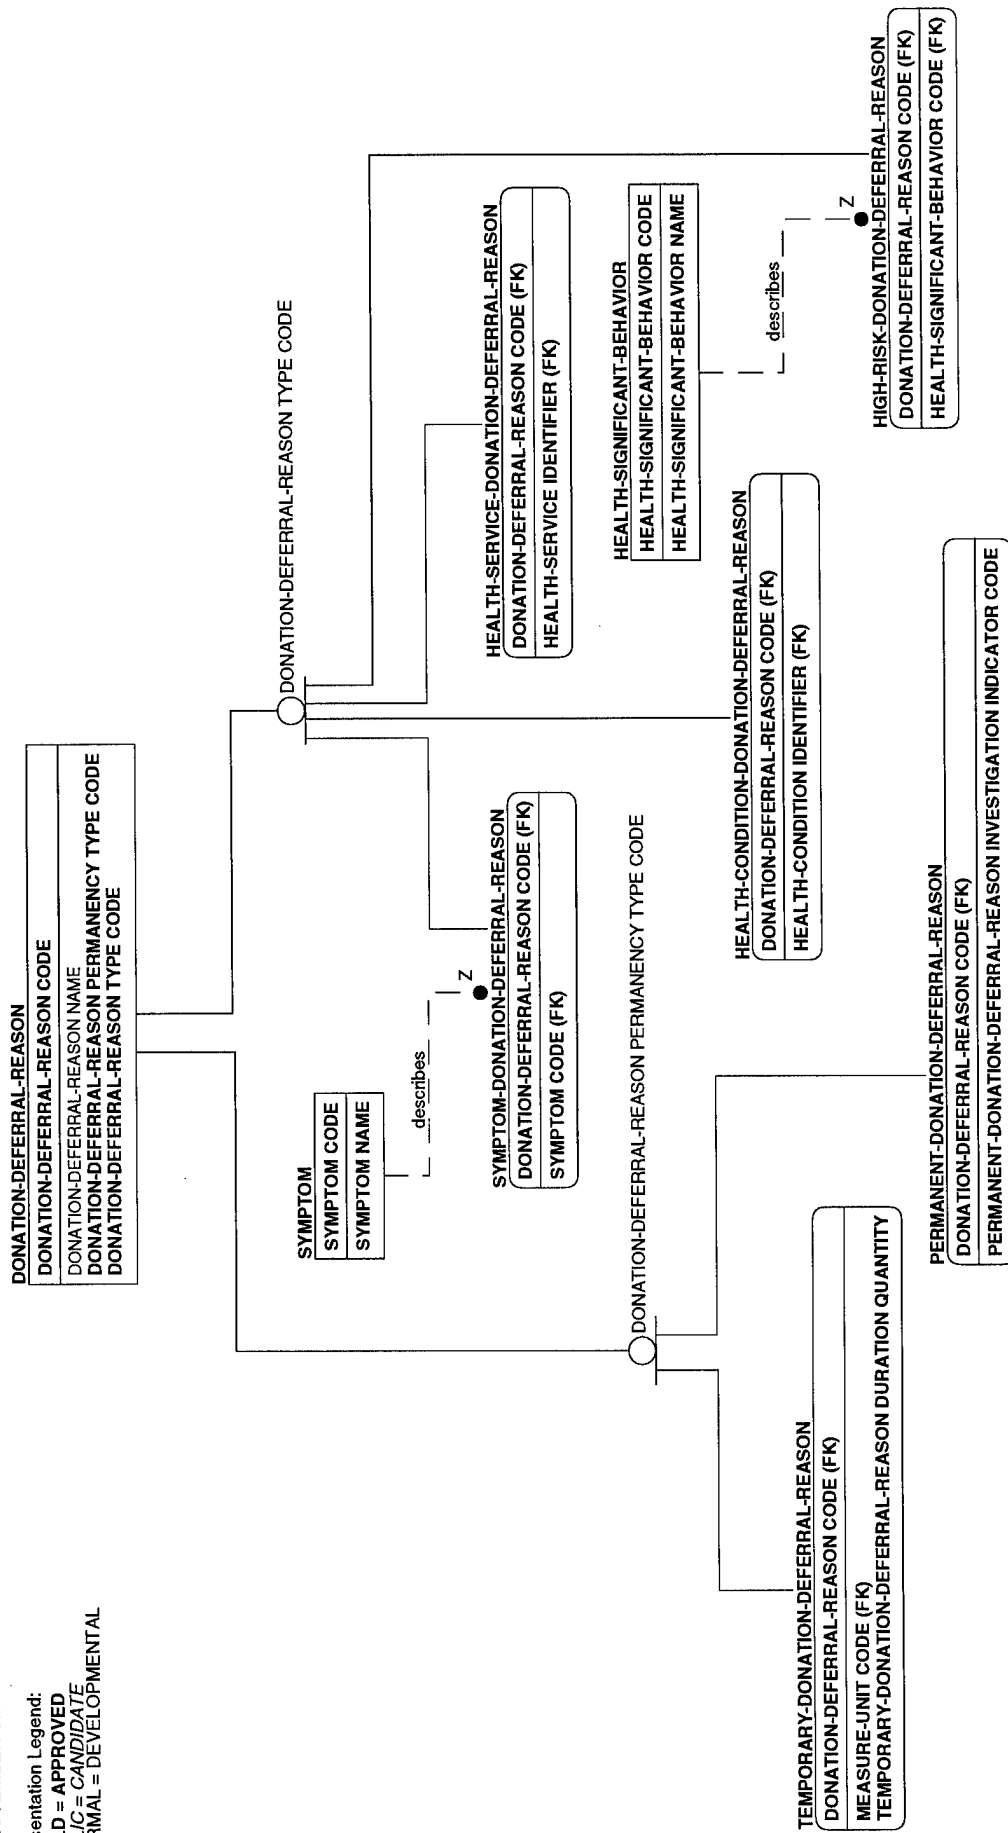 sentation Legend:
D = APPROVED
IC = CANDIDATE
RMAL = DEVELOPMENTAL
DONATION-DEFERRAL-REASON
DONATION-DEFERRAL-REASON CODE
DONATION-DEFERRAL-REASON NAME
DONATION-DEFERRAL-REASON PERMANENCY TYPE CODE
DONATION-DEFERRAL-REASON TYPE CODE
DONATION-DEFERRAL-REASON TYPE CODE
SYMPTOM
SYMPTOM CODE
SYMPTOM NAME
describes
Z
SYMPTOM-DONATION-DEFERRAL-REASON
DONATION-DEFERRAL-REASON CODE (FK)
SYMPTOM CODE (FK)
HEALTH-SERVICE-DONATION-DEFERRAL-REASON
DONATION-DEFERRAL-REASON CODE (FK)
HEALTH-SERVICE IDENTIFIER (FK)
HEALTH-SIGNIFICANT-BEHAVIOR
HEALTH-SIGNIFICANT-BEHAVIOR CODE
HEALTH-SIGNIFICANT-BEHAVIOR NAME
describes
Z
DONATION-DEFERRAL-REASON PERMANENCY TYPE CODE
HEALTH-CONDITION-DONATION-DEFERRAL-REASON
DONATION-DEFERRAL-REASON CODE (FK)
HEALTH-CONDITION IDENTIFIER (FK)
HIGH-RISK-DONATION-DEFERRAL-REASON
DONATION-DEFERRAL-REASON CODE (FK)
HEALTH-SIGNIFICANT-BEHAVIOR CODE (FK)
TEMPORARY-DONATION-DEFERRAL-REASON
DONATION-DEFERRAL-REASON CODE (FK)
MEASURE-UNIT CODE (FK)
TEMPORARY-DONATION-DEFERRAL-REASON DURATION QUANTITY
PERMANENT-DONATION-DEFERRAL-REASON
DONATION-DEFERRAL-REASON CODE (FK)
PERMANENT-DONATION-DEFERRAL-REASON INVESTIGATION INDICATOR CODE